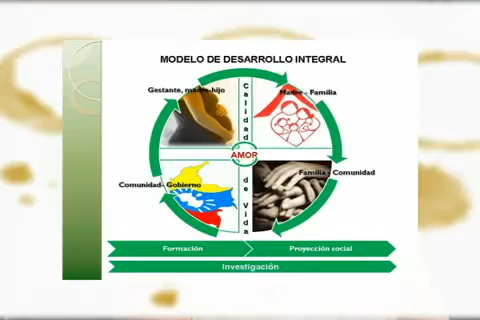 MODELO DE DESARROLLO INTEGRAL
Gestante, madre-hijo
Madre - Familia
Calidad
AMOR
de Vida
Familia - Comunidad
Comunidad- Gobierno
Formación
Proyección social
Investigación